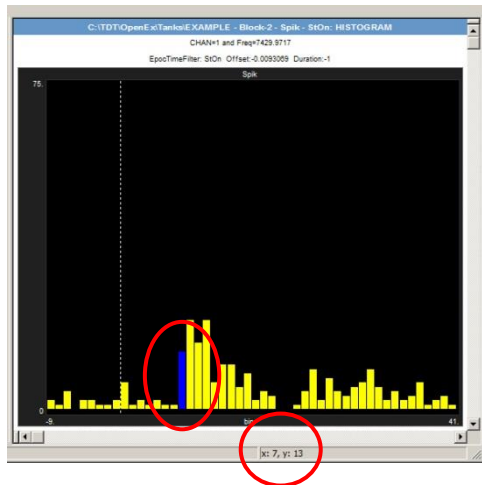 C:\TDT\OpenEx\Tanks\EXAMPLE - Block-2 - Spik - StOn: HISTOGRAM
CHAN=1 and Freq=7429.9717
EpocTimeFilter: StOn Offset:-0.0093069 Duration:-1
Spik
75.
0
-9. bin 41.
x: 7, y: 13